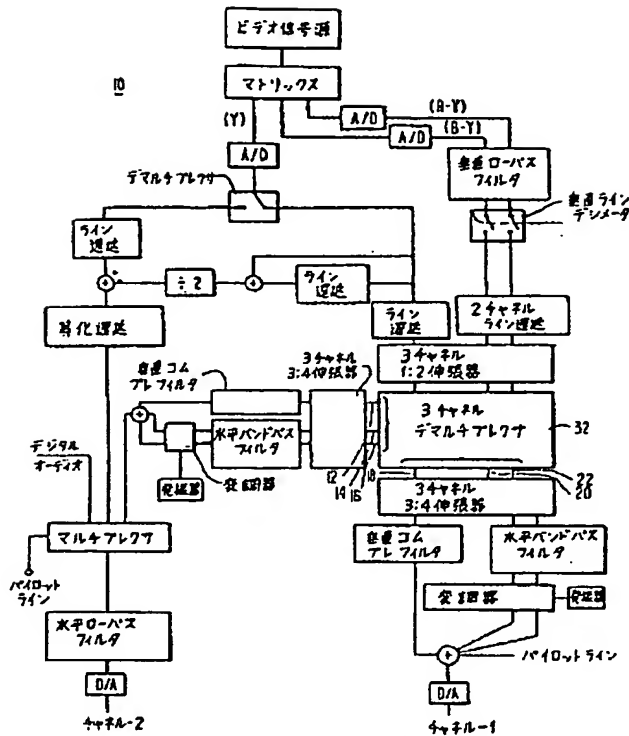 ビデオ信号源
10
マトリックス
(R-Y)
(Y)
A/D
A/D
(B-Y)
A/D
垂直ローパス
フィルタ
デマルチプレクサ
垂直ライン
デシメータ
ライン
遅延
÷2
ライン
遅延
ライン
遅延
2チャネル
ライン遅延
等化遅延
3チャネル
1:2伸張器
垂直コム
プレフィルタ
3チャネル
3:4伸張器
3チャネル
デマルチプレクサ
32
水平バンドパス
フィルタ
デジタル
オーディオ
発振器
変調器
12
14
16
18
22
20
3チャネル
3:4伸張器
マルチプレクサ
垂直コム
プレフィルタ
水平バンドパス
フィルタ
パイロット
ライン
変調器
発振器
水平ローパス
フィルタ
パイロットライン
D/A
D/A
チャネル-2
チャネル-1